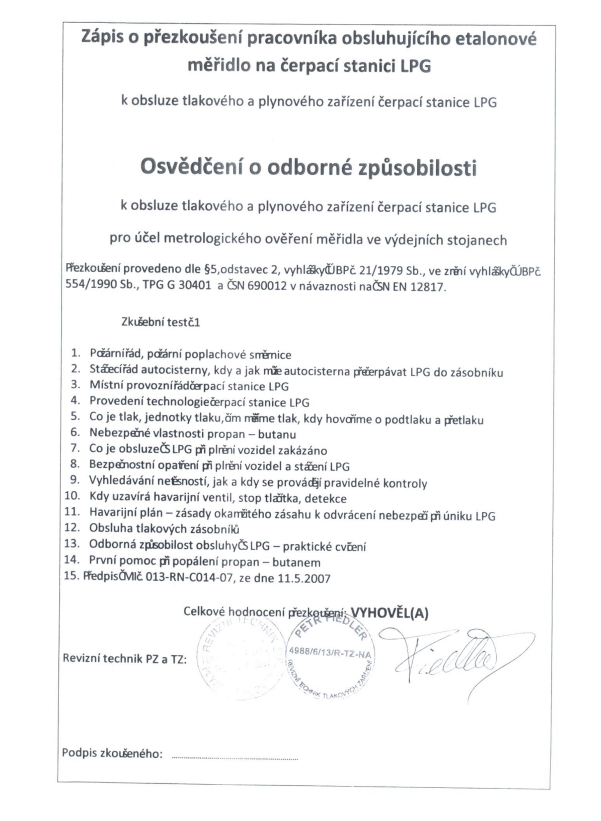 Zápis o přezkoušení pracovníka obsluhujícího etalonové
měřidlo na čerpací stanici LPG
k obsluze tlakového a plynového zařízení čerpací stanice LPG
Osvědčení o odborné způsobilosti
k obsluze tlakového a plynového zařízení čerpací stanice LPG
pro účel metrologického ověření měřidla ve výdejních stojanech
Přezkoušení provedeno dle §5,odstavec 2, vyhláškyČÚBPč. 21/1979 Sb., ve znění vyhláškyČÚBPč.
554/1990 Sb., TPG G 30401 a ČSN 690012 v návaznosti naČSN EN 12817.
Zkušební testč.1
1. Požárnířád, požární poplachové směrnice
2. Stáčecířád autocisterny, kdy a jak může autocisterna přečerpávat LPG do zásobníku
3. Místní provoznířádčerpací stanice LPG
4. Provedení technologiečerpací stanice LPG
5. Co je tlak, jednotky tlaku,čím měříme tlak, kdy hovoříme o podtlaku a přetlaku
6. Nebezpečné vlastnosti propan – butanu
7. Co je obsluzeČS LPG při plnění vozidel zakázáno
8. Bezpečnostní opatření při plnění vozidel a stáčení LPG
9. Vyhledávání netěsností, jak a kdy se provádějí pravidelné kontroly
10. Kdy uzavírá havarijní ventil, stop tlačítka, detekce
11. Havarijní plán – zásady okamžitého zásahu k odvrácení nebezpečí při úniku LPG
12. Obsluha tlakových zásobníků
13. Odborná způsobilost obsluhyČS LPG – praktické cvičení
14. První pomoc při popálení propan – butanem
15. PředpisČMIč. 013-RN-C014-07, ze dne 11.5.2007
Celkové hodnocení přezkoušení: VYHOVĚL(A)
REVIZNÍ TECHNIK
PETR FIEDLER
4988/6/13/R-TZ-NA
REVIZNÍ TECHNIK TLAKOVÝCH ZAŘÍZENÍ
Fiedler
Revizní technik PZ a TZ:
Podpis zkoušeného: ........................................